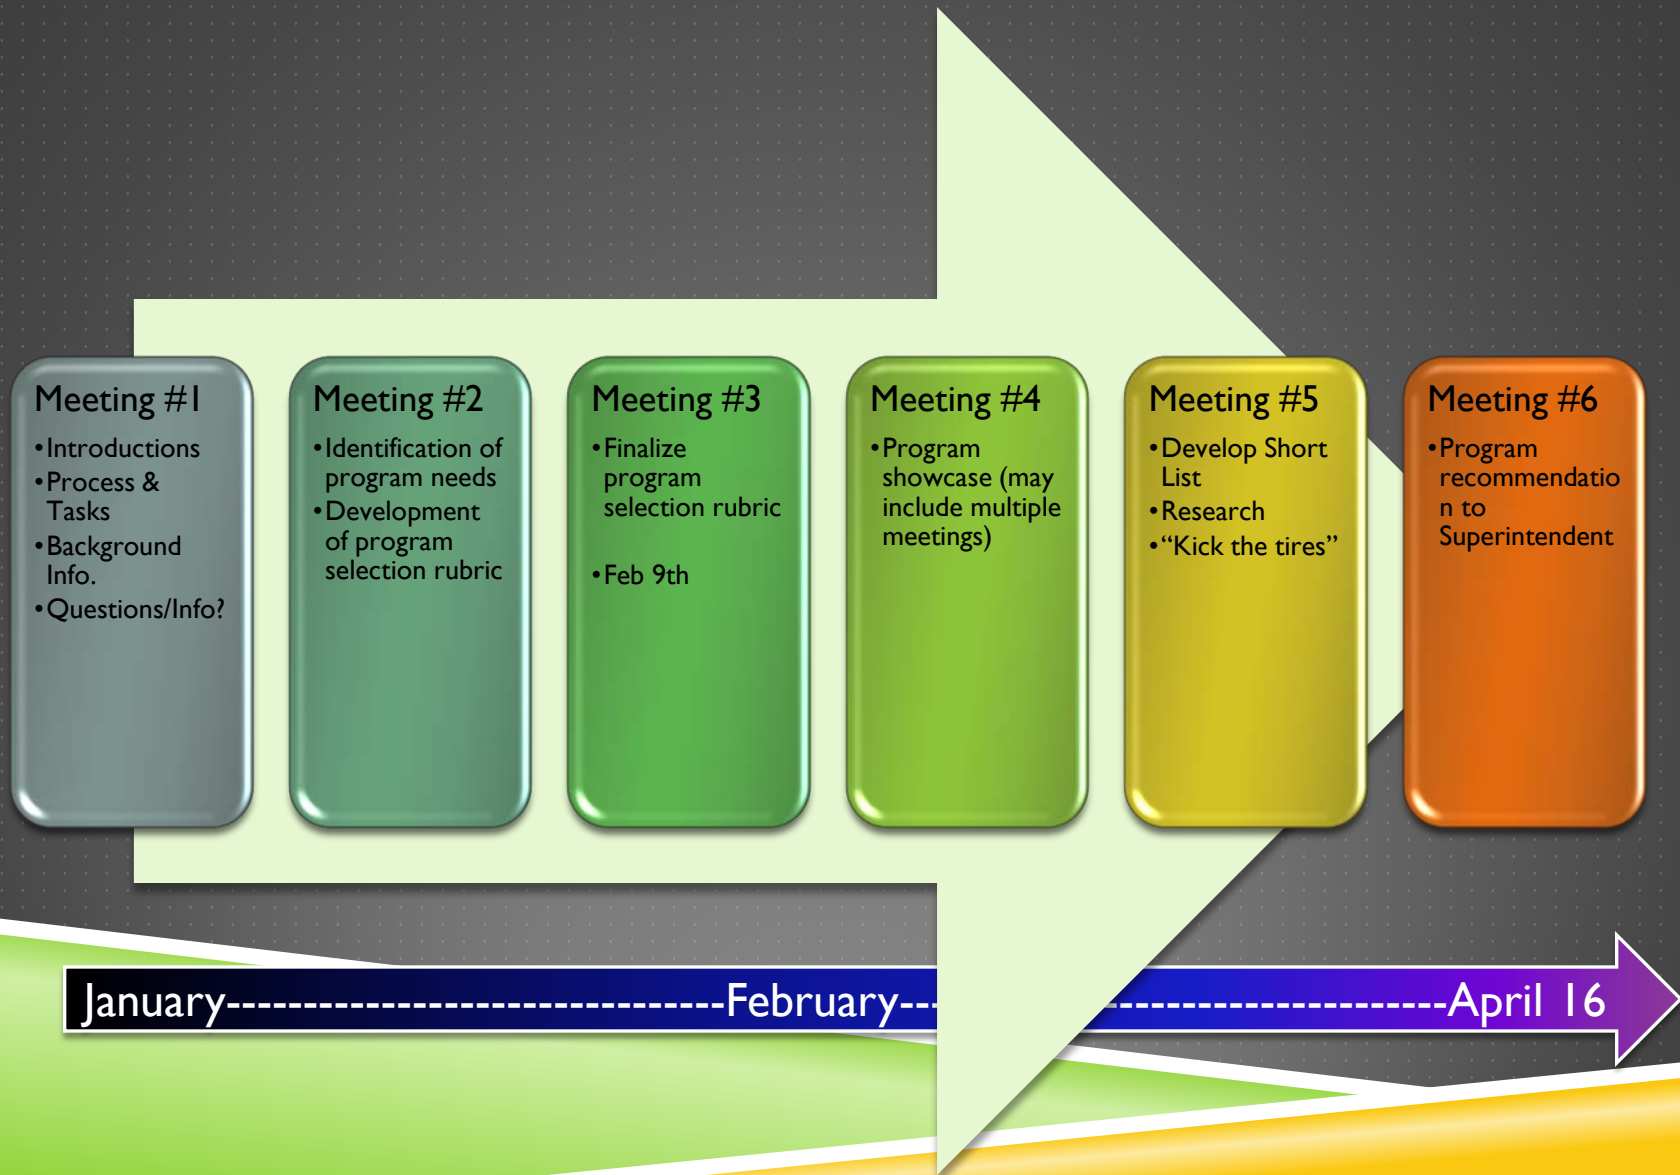 Meeting #1
•Introductions
•Process &
Tasks
•Background
Info.
•Questions/Info?
Meeting #2
•Identification of
program needs
•Development
of program
selection rubric
Meeting #3
•Finalize
program
selection rubric
•Feb 9th
Meeting #4
•Program
showcase (may
include multiple
meetings)
Meeting #5
•Develop Short
List
•Research
•“Kick the tires”
Meeting #6
•Program
recommendatio
n to
Superintendent
January--------------------------------February--- -----------------------April 16